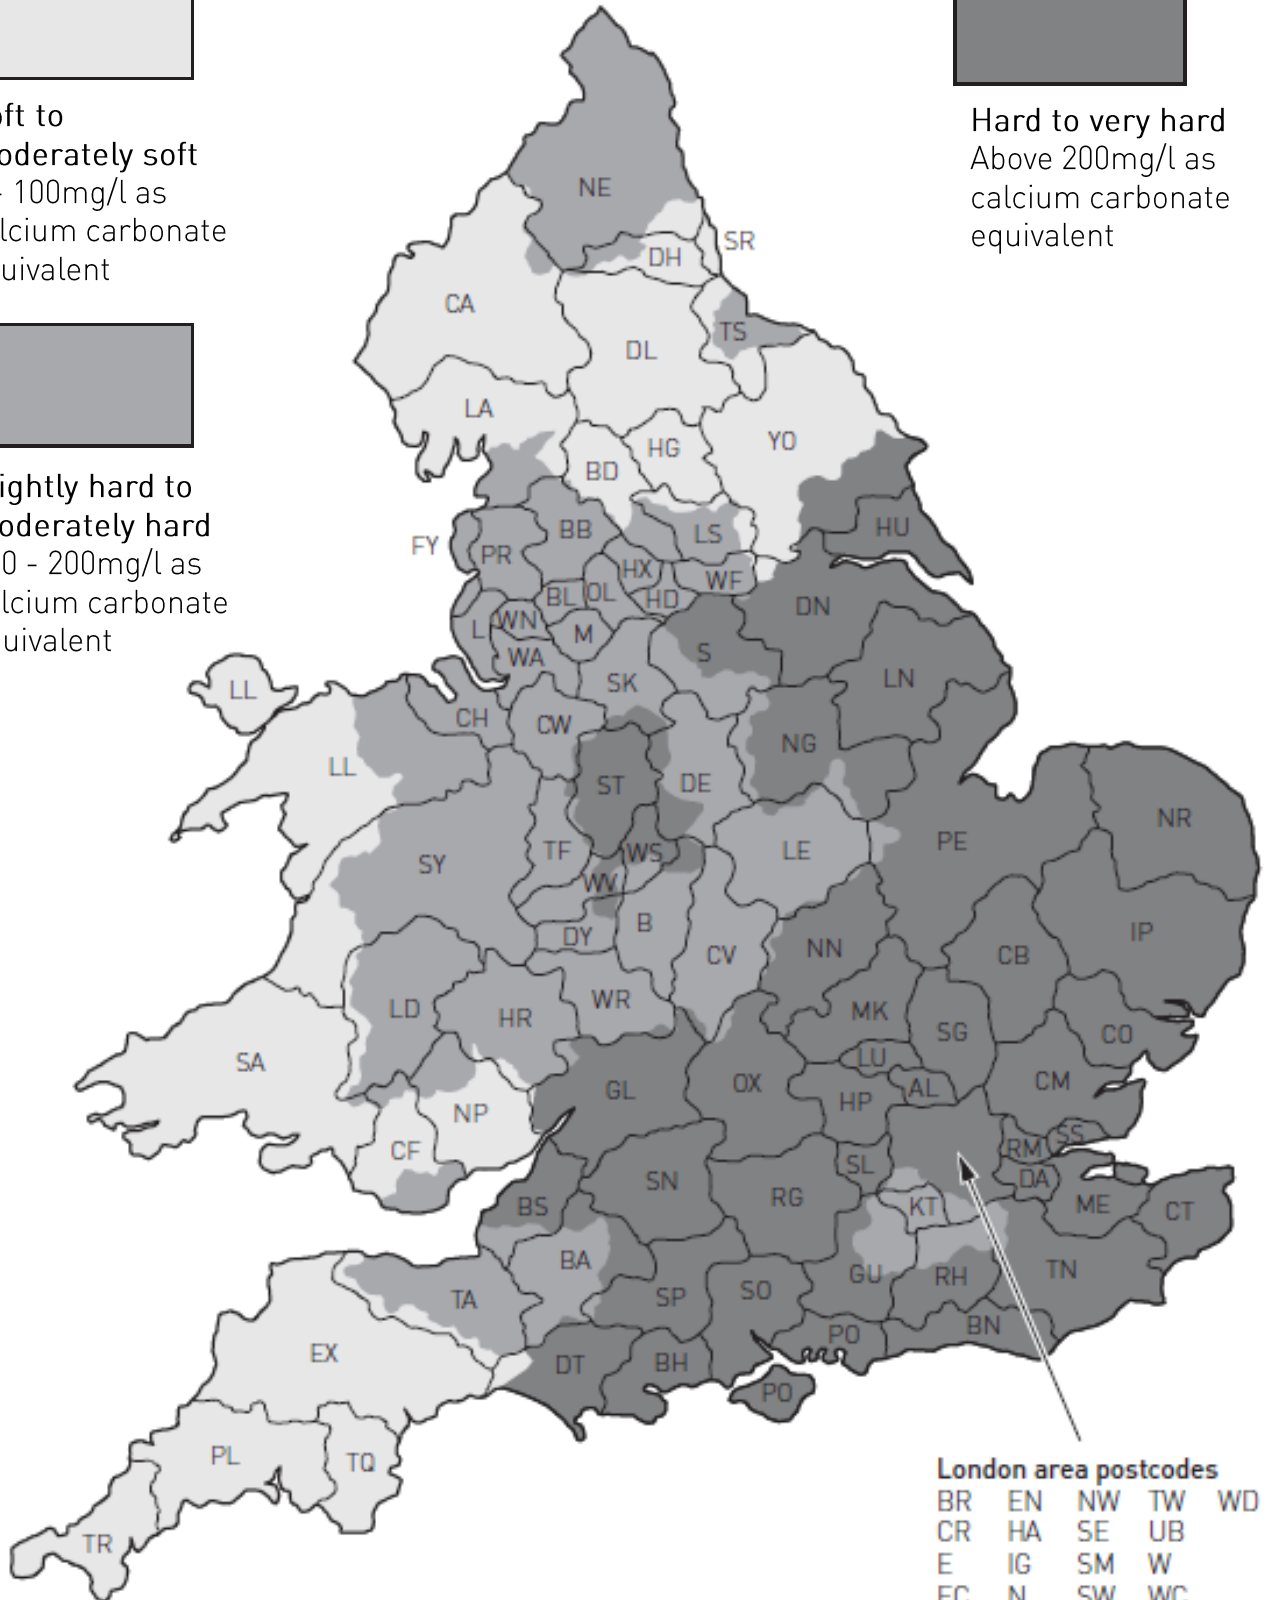 oft to
oderately soft
- 100mg/l as
lcium carbonate
uivalent
ightly hard to
oderately hard
0 - 200mg/l as
lcium carbonate
uivalent
Hard to very hard
Above 200mg/l as
calcium carbonate
equivalent
NE
SR
DH
CA
TS
DL
LA
YO
HG
BD
HU
LS
BB
FY
PR
HX
WF
BL
OL
HD
DN
L
WN
M
WA
S
SK
LN
LL
CH
CW
NG
LL
ST
DE
NR
PE
SY
TF
WS
LE
WV
B
IP
DY
NN
CV
CB
WR
LD
HR
MK
SG
CO
LU
SA
GL
OX
AL
CM
HP
NP
SS
CF
RM
SL
DA
SN
RG
BS
KT
ME
CT
BA
GU
RH
TN
TA
SP
SO
BN
PO
EX
DT
BH
PO
PL
TQ
TR
London area postcodes
BR EN NW TW WD
CR HA SE UB
E IG SM W
EC N SW WC